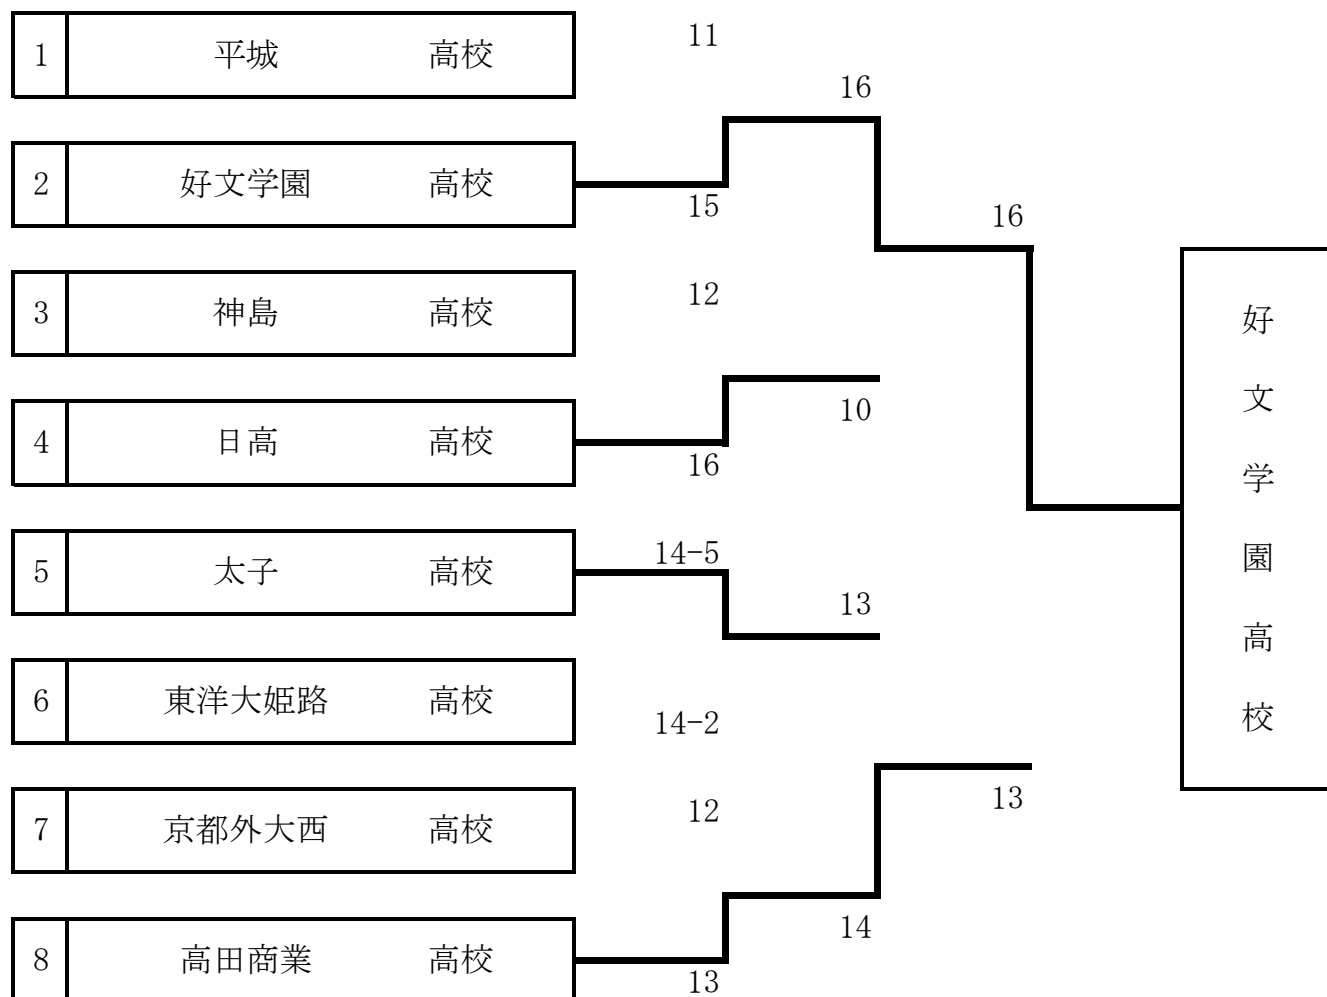 11
1 平城 高校
16
2 好文学園 高校
15
16
3 神島 高校
12
10
4 日高 高校
16
14-5
5 太子 高校
13
6 東洋大姫路 高校
14-2
13
7 京都外大西 高校
12
14
8 高田商業 高校
13
好文学園高校